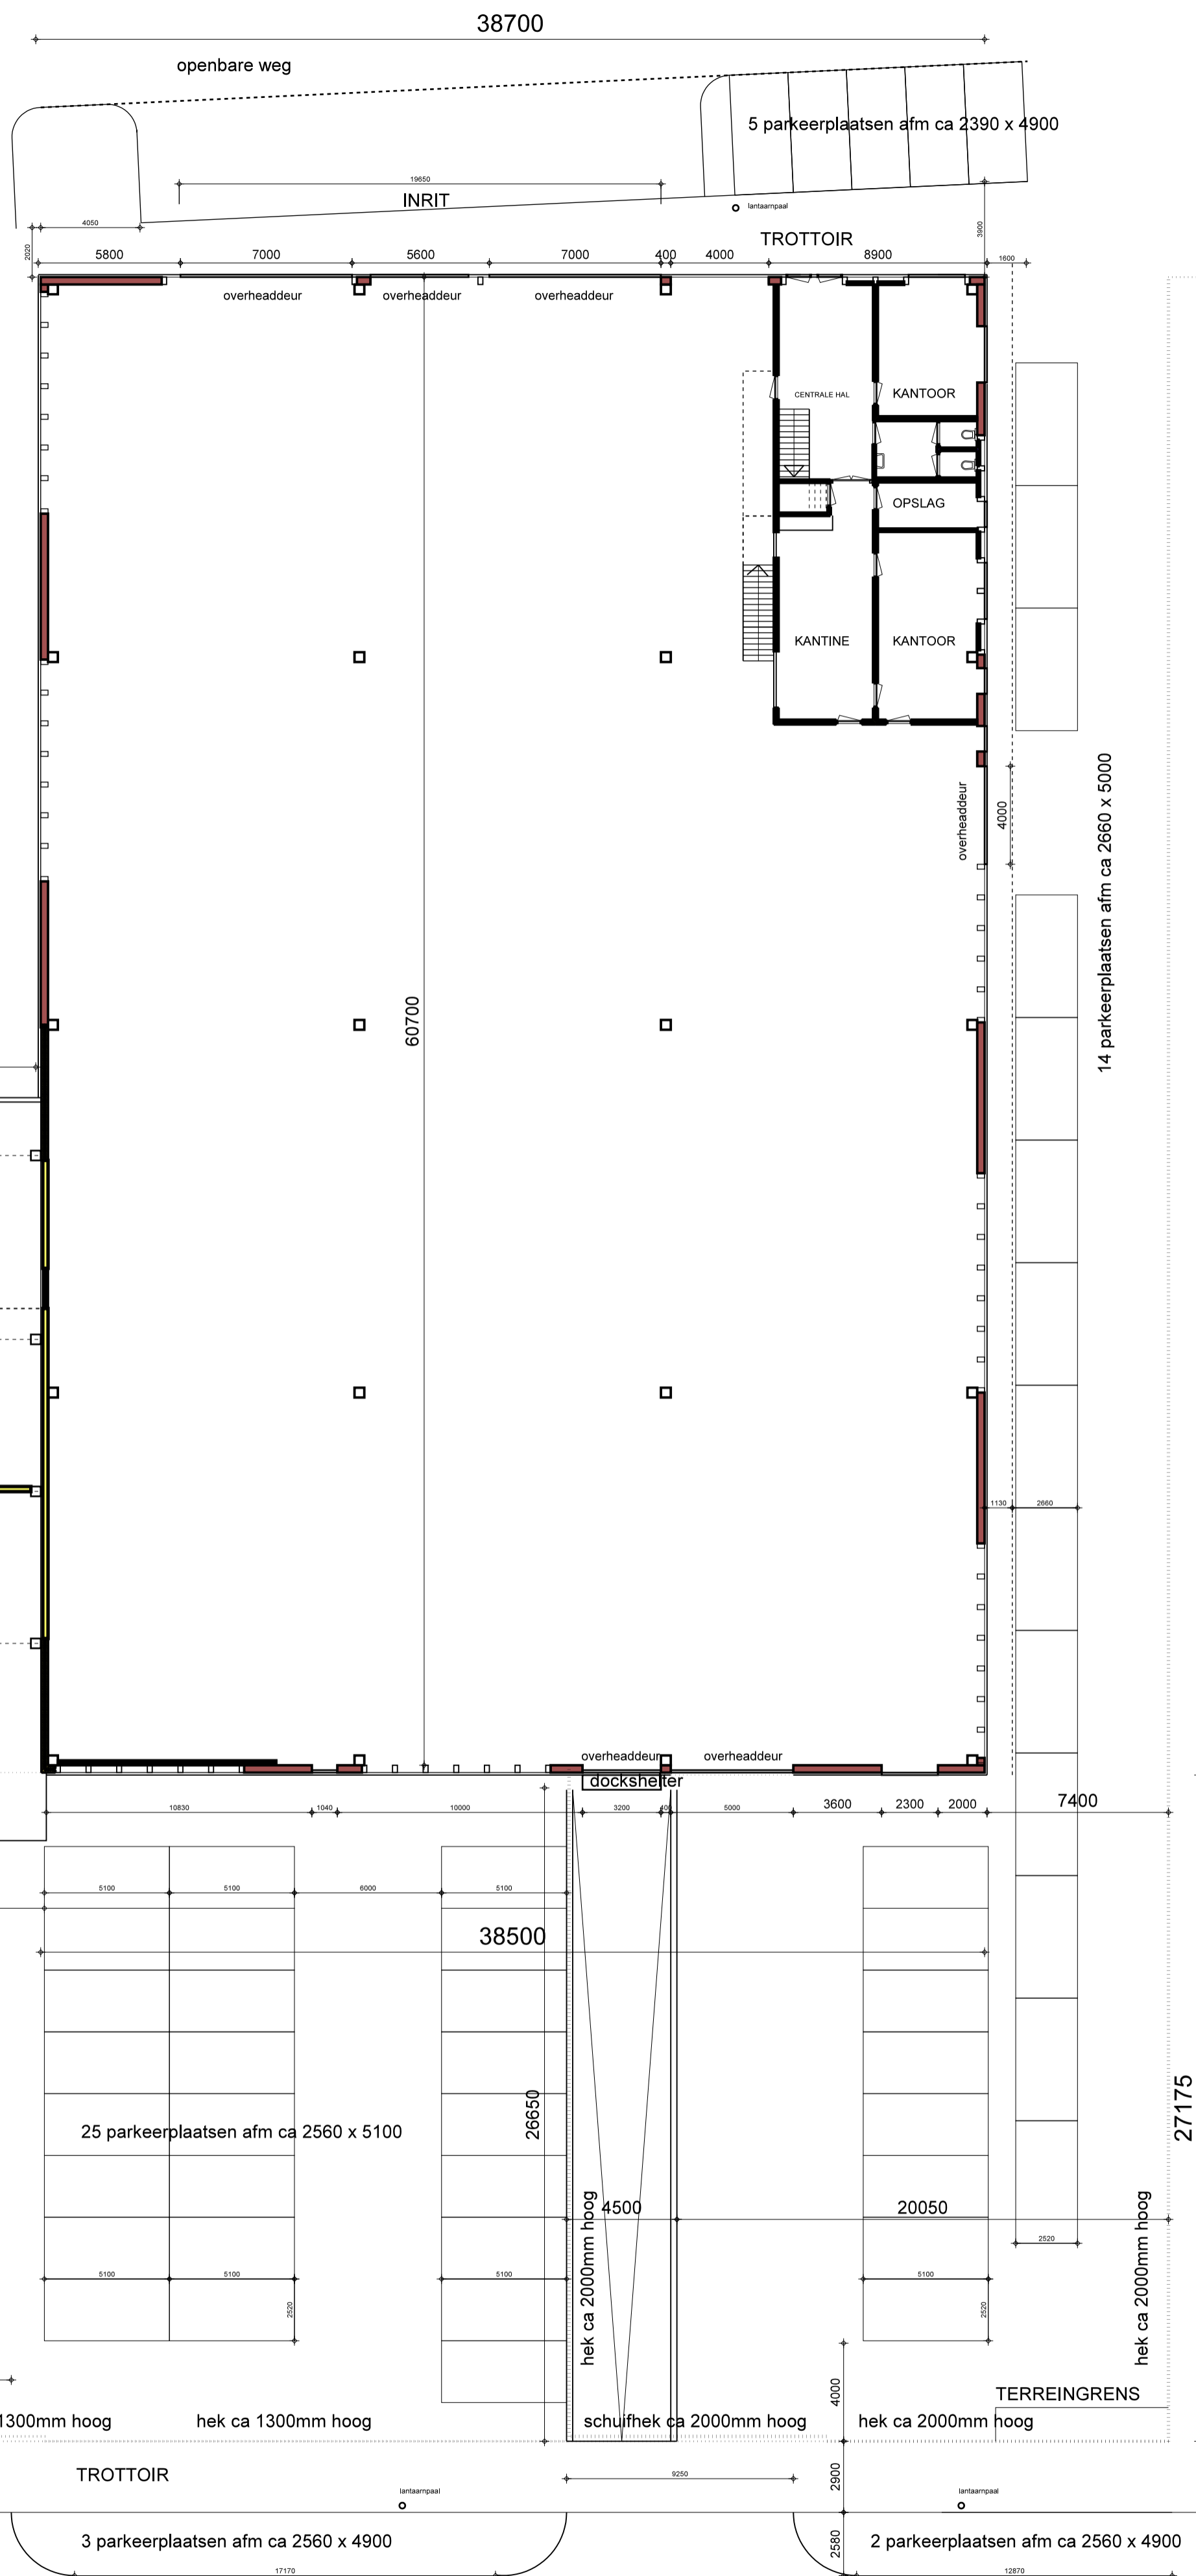 38700
openbare weg
5 parkeerplaatsen afm ca 2390 x 4900
19650
INRIT
lantaarnpaal
4050
2020
3900
TROTTOIR
5800
7000
5600
7000
400
4000
8900
1600
overheaddeur
overheaddeur
overheaddeur
CENTRALE HAL
KANTOOR
OPSLAG
KANTINE
KANTOOR
overheaddeur
4000
14 parkeerplaatsen afm ca 2660 x 5000
60700
1130
2660
overheaddeur
overheaddeur
dockshelter
10830
1040
10000
3200
400
5000
3600
2300
2000
7400
5100
5100
6000
5100
38500
26650
27175
25 parkeerplaatsen afm ca 2560 x 5100
4500
20050
hek ca 2000mm hoog
hek ca 2000mm hoog
2520
5100
5100
5100
5100
2520
2520
4000
TERREINGRENS
1300mm hoog
hek ca 1300mm hoog
schuifhek ca 2000mm hoog
hek ca 2000mm hoog
TROTTOIR
9250
2900
lantaarnpaal
lantaarnpaal
3 parkeerplaatsen afm ca 2560 x 4900
2580
2 parkeerplaatsen afm ca 2560 x 4900
17170
12870